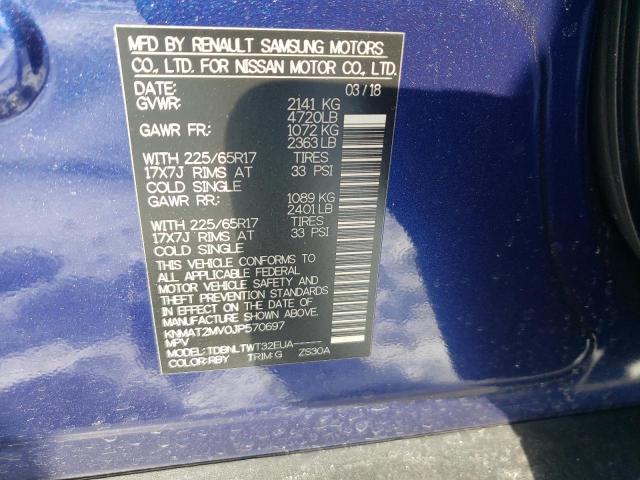 MFD BY RENAULT SAMSUNG MOTORS
CO., LTD. FOR NISSAN MOTOR CO., LTD.
DATE: 03/18
GVWR: 2141 KG
4720LB
GAWR FR: 1072 KG
2363 LB
WITH 225/65R17 TIRES
17X7J RIMS AT 33 PSI
COLD SINGLE
GAWR RR: 1089 KG
2401 LB
WITH 225/65R17 TIRES
17X7J RIMS AT 33 PSI
COLD SINGLE
THIS VEHICLE CONFORMS TO
ALL APPLICABLE FEDERAL
MOTOR VEHICLE SAFETY AND
THEFT PREVENTION STANDARDS
IN EFFECT ON THE DATE OF
MANUFACTURE SHOWN ABOVE.
KNMAT2MV0JP570697
MPV
MODEL: TDBNLTWT32EUA-----
COLOR: RBY TRIM: G ZS30A